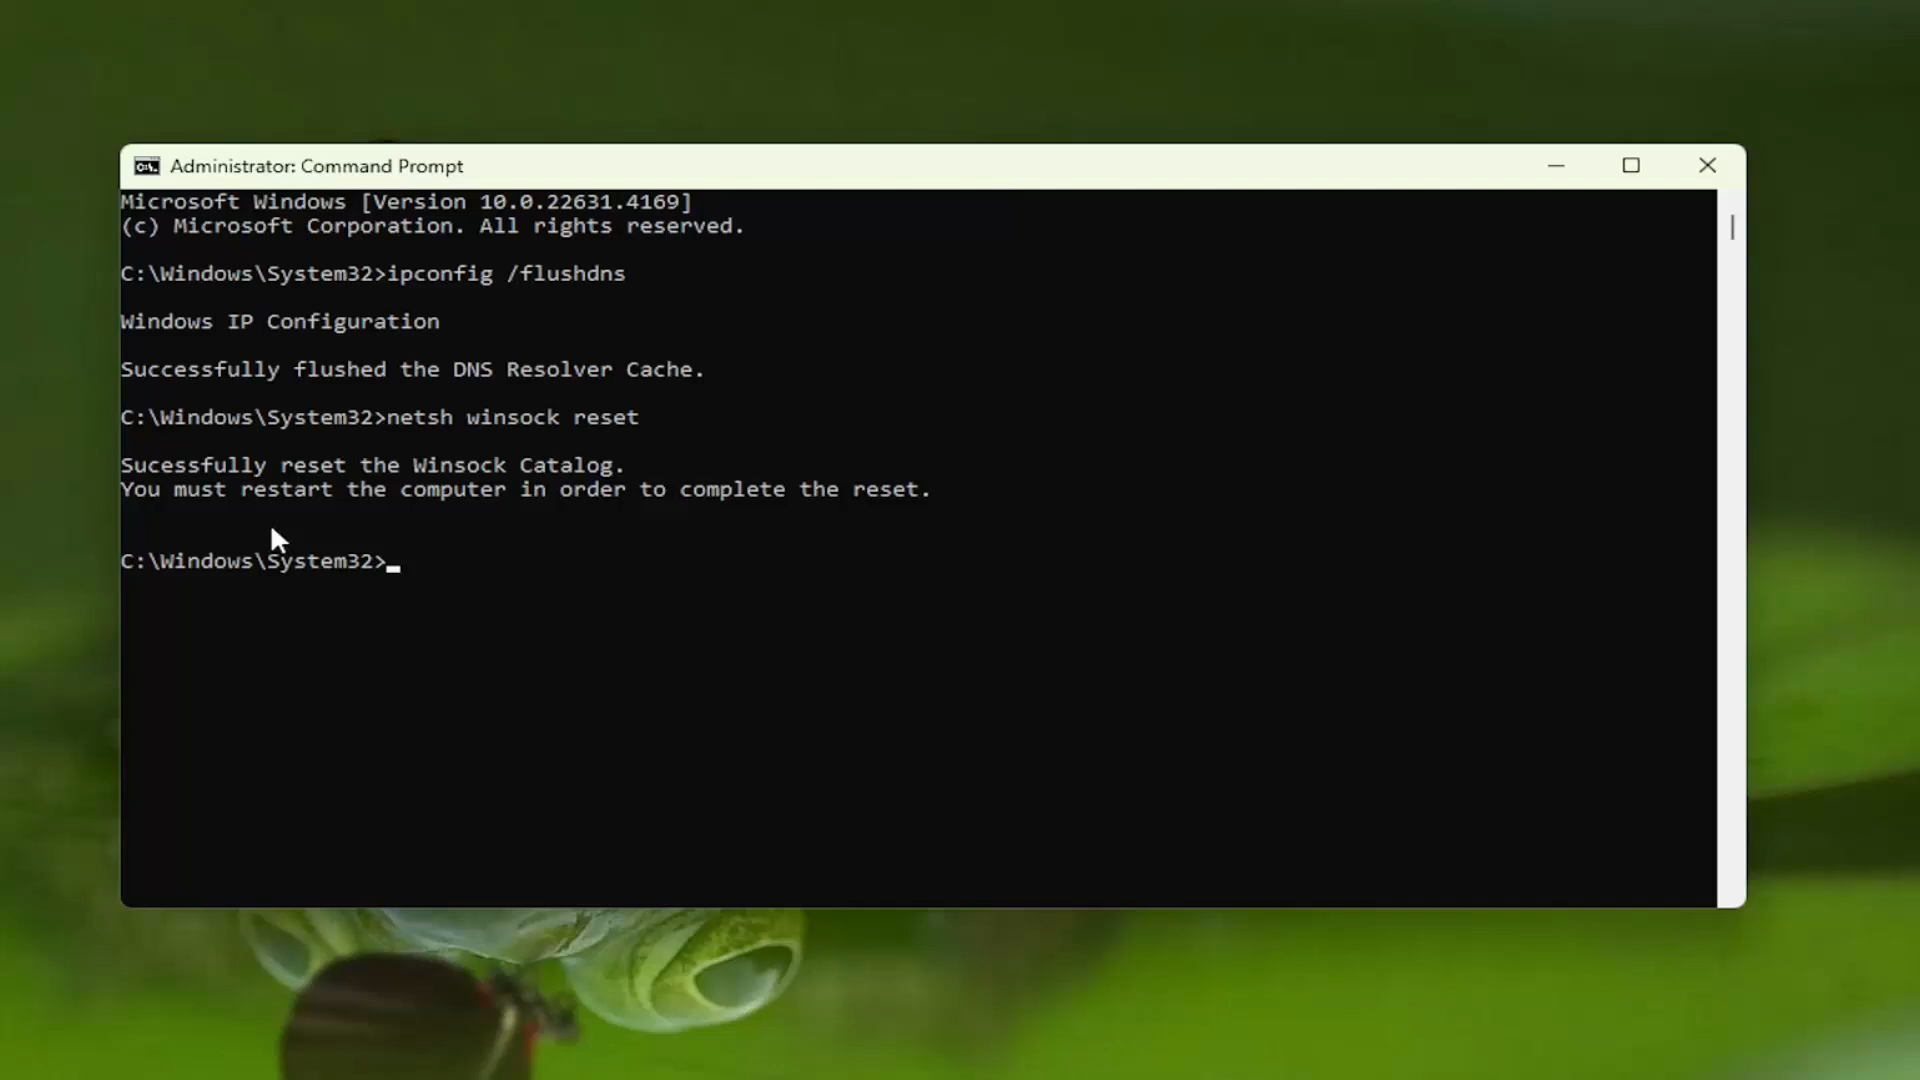 Administrator: Command Prompt
Microsoft Windows [Version 10.0.22631.4169]
(c) Microsoft Corporation. All rights reserved.
C:\Windows\System32>ipconfig /flushdns
Windows IP Configuration
Successfully flushed the DNS Resolver Cache.
C:\Windows\System32>netsh winsock reset
Sucessfully reset the Winsock Catalog.
You must restart the computer in order to complete the reset.
C:\Windows\System32>